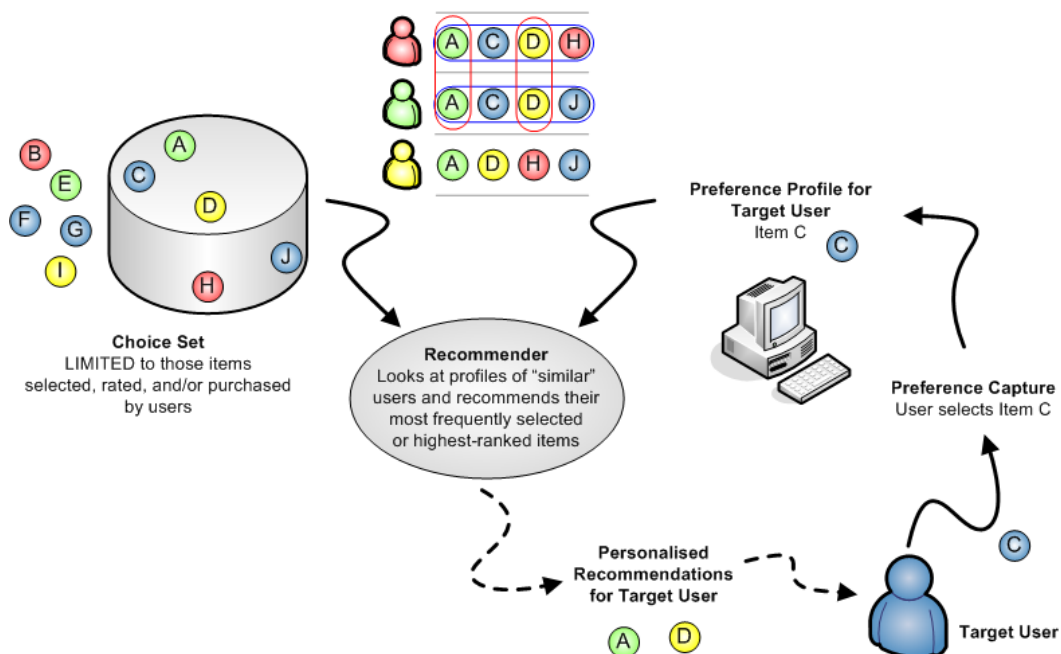 A C D H
A C D J
A D H J
B
E
F
G
I
A
C
D
J
H
Choice Set
LIMITED to those items
selected, rated, and/or purchased
by users
Recommender
Looks at profiles of “similar”
users and recommends their
most frequently selected
or highest-ranked items
Preference Profile for
Target User
Item C
C
Preference Capture
User selects Item C
C
Target User
Personalised
Recommendations
for Target User
A D